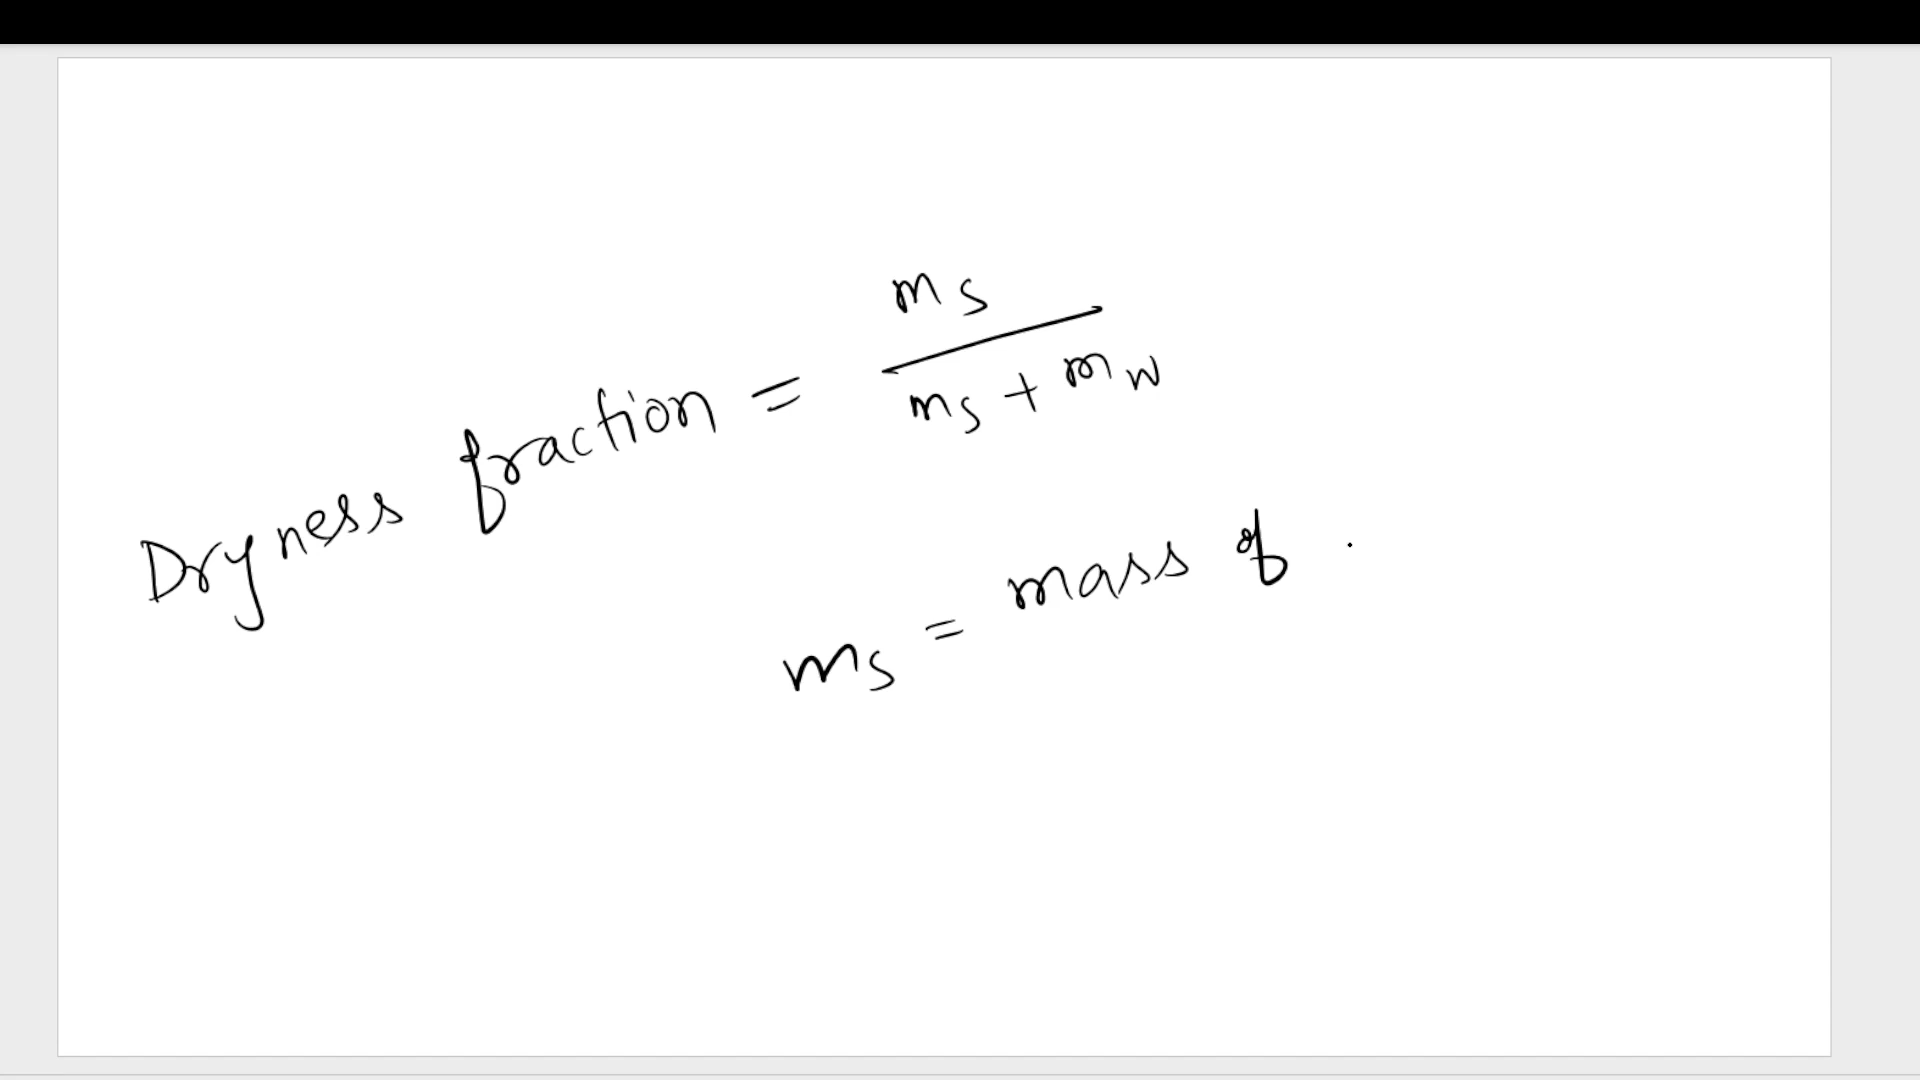 Dryness fraction = ms / ms + mw
ms = mass of